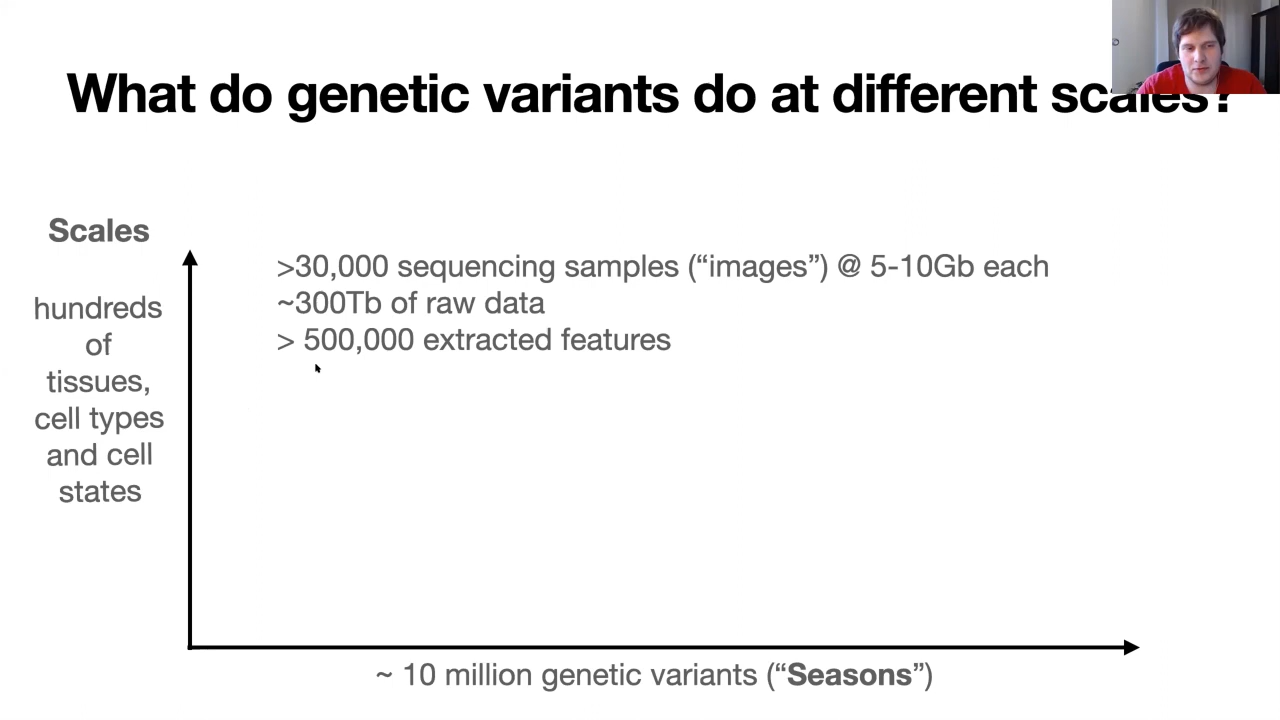 What do genetic variants do at different scales?
Scales
hundreds
of
tissues,
cell types
and cell
states
>30,000 sequencing samples (“images”) @ 5-10Gb each
~300Tb of raw data
> 500,000 extracted features
~ 10 million genetic variants (“Seasons”)